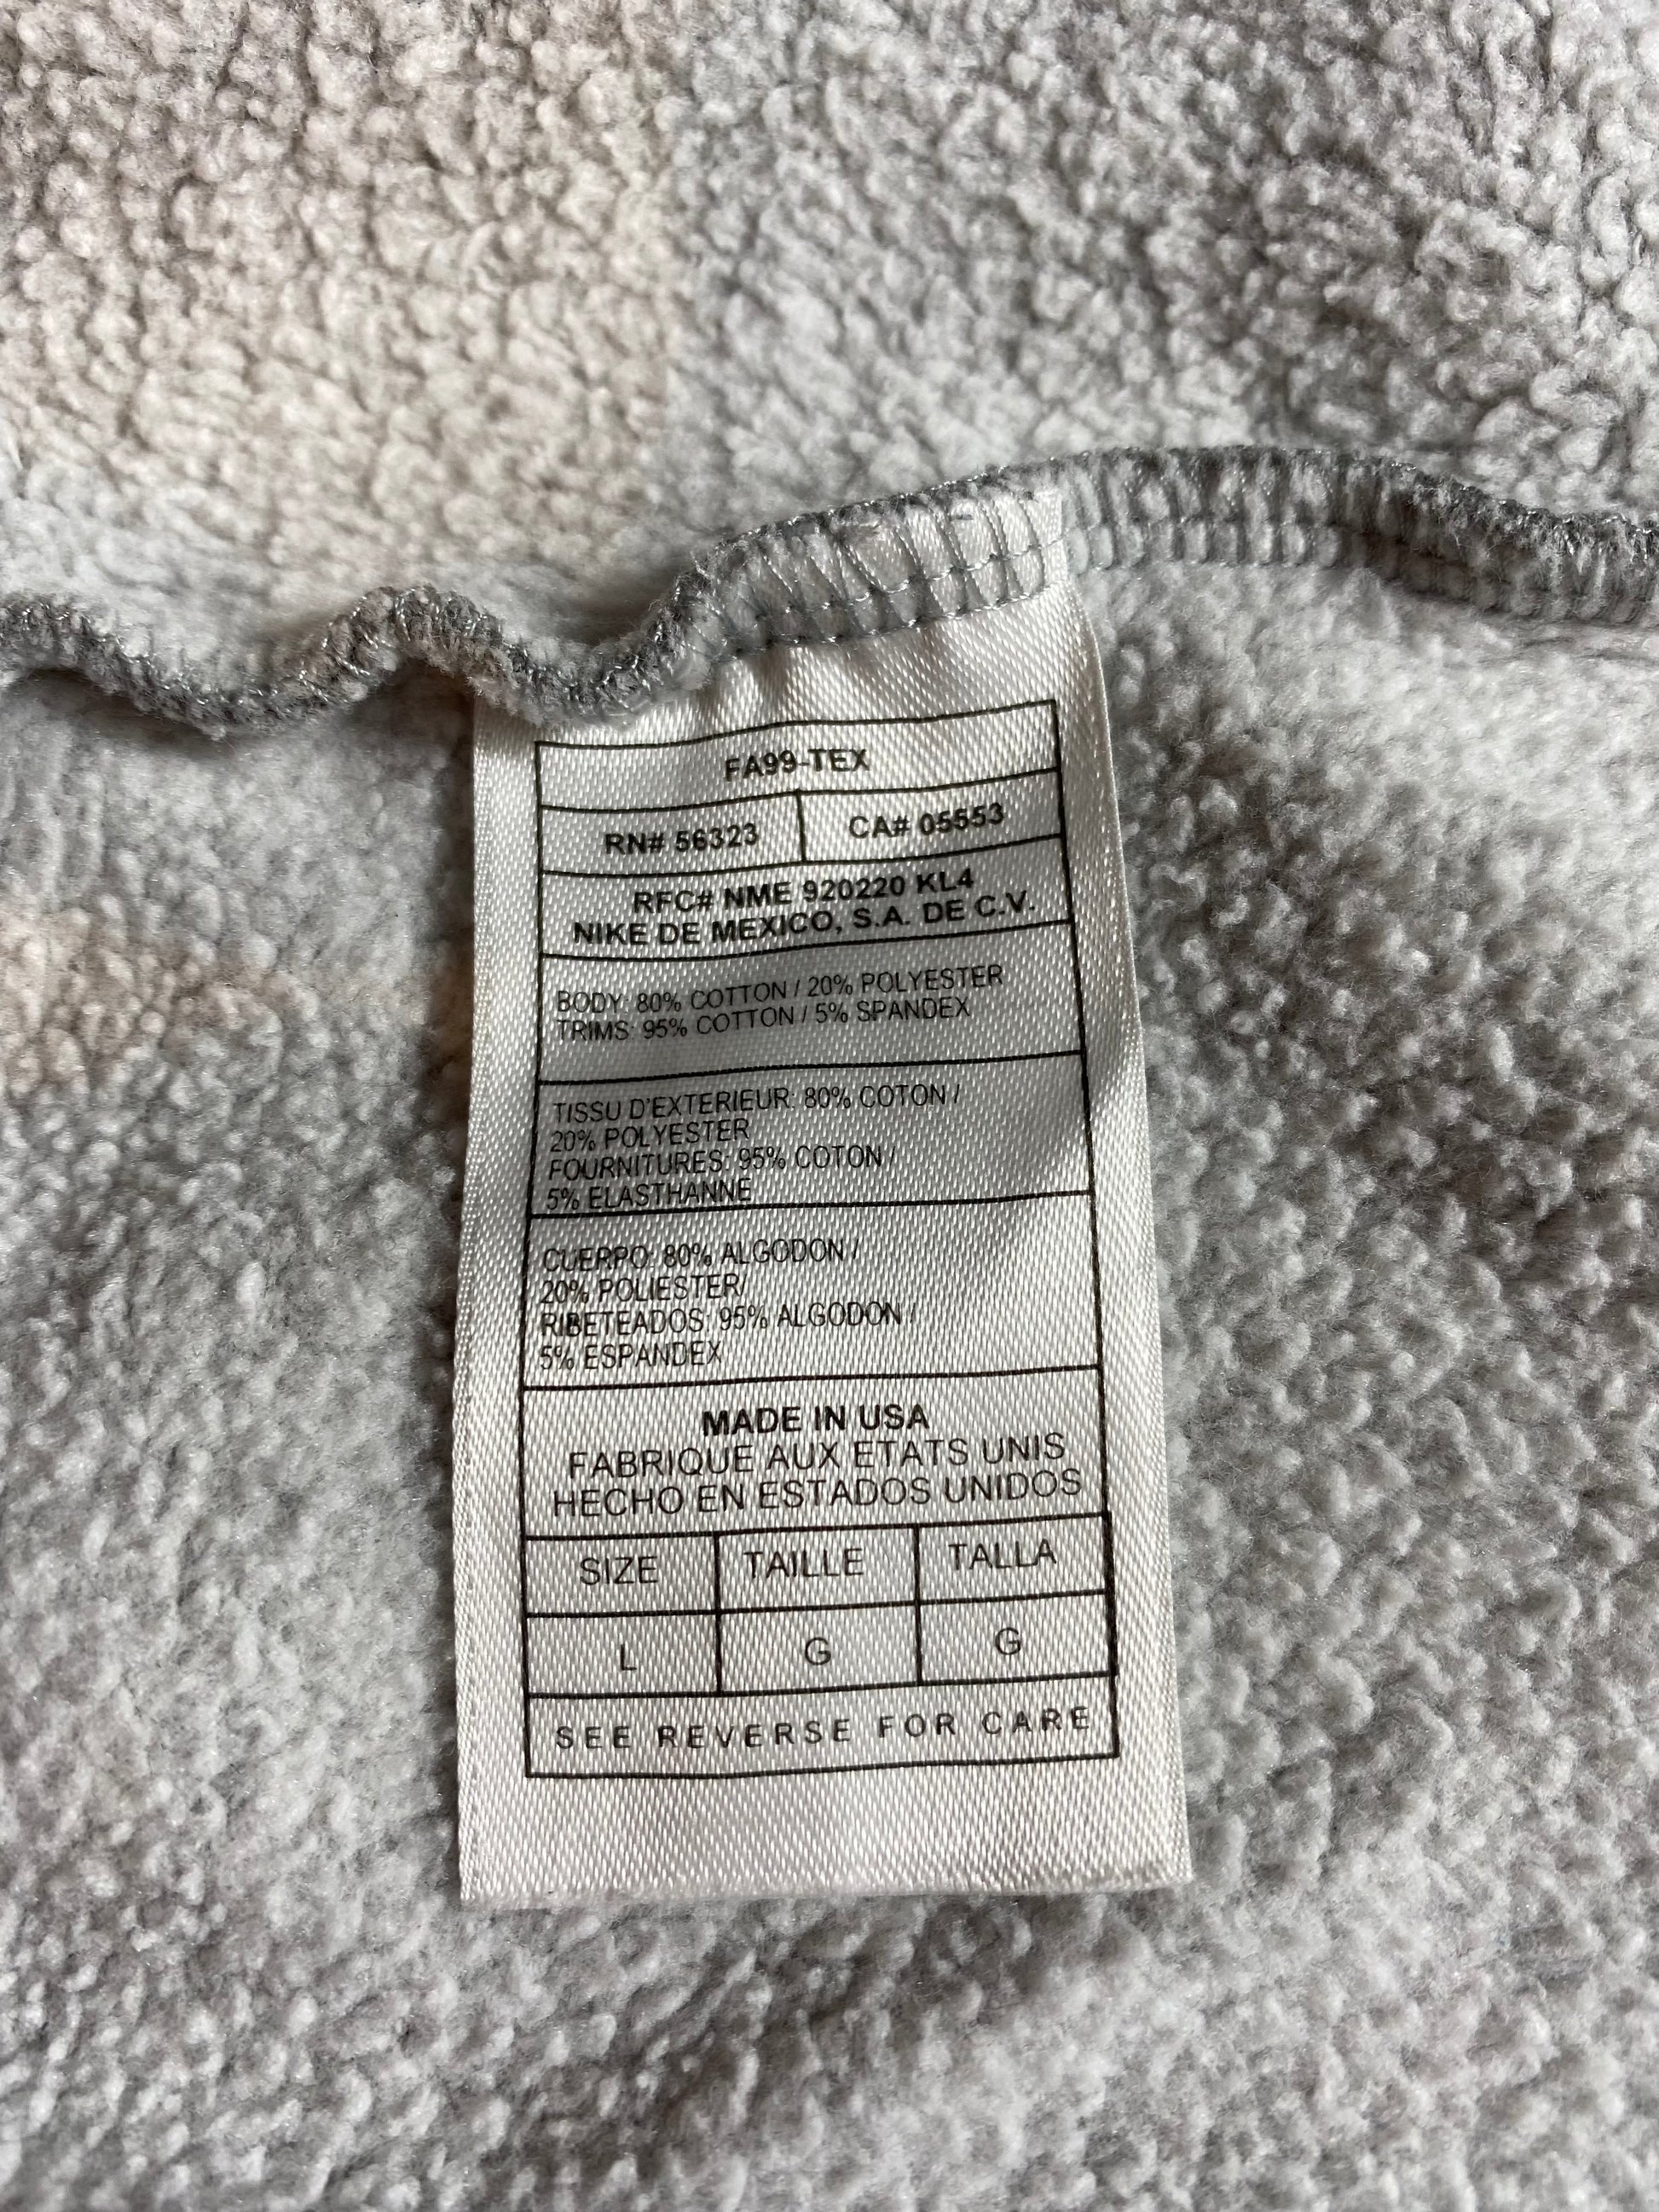 FA99-TEX
RN# 56323 CA# 05553
RFC# NME 920220 KL4
NIKE DE MEXICO, S.A. DE C.V.
BODY: 80% COTTON / 20% POLYESTER
TRIMS: 95% COTTON / 5% SPANDEX
TISSU D'EXTERIEUR: 80% COTON /
20% POLYESTER
FOURNITURES: 95% COTON /
5% ELASTHANNE
CUERPO: 80% ALGODON /
20% POLIESTER/
RIBETEADOS: 95% ALGODON /
5% ESPANDEX
MADE IN USA
FABRIQUE AUX ETATS UNIS
HECHO EN ESTADOS UNIDOS
SIZE TAILLE TALLA
L G G
SEE REVERSE FOR CARE